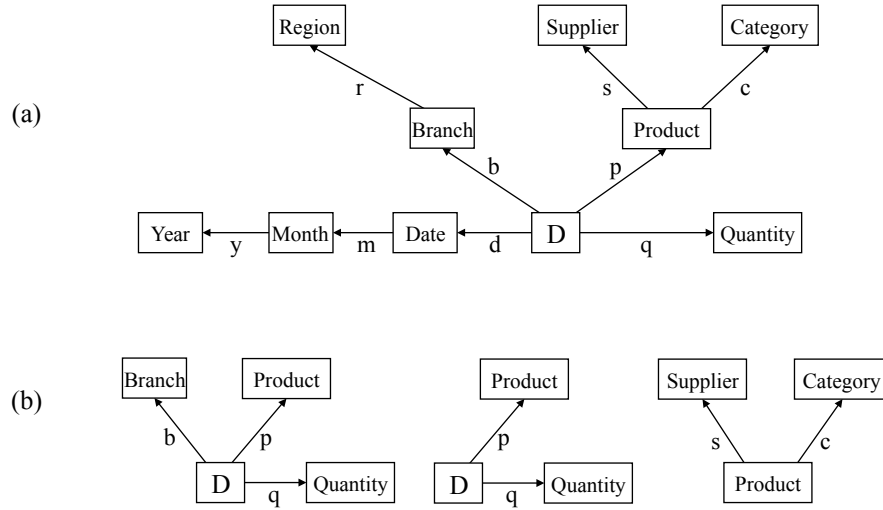 Region Supplier Category
r s c
(a)
Branch Product
b p
Year Month Date D Quantity
y m d q
(b)
Branch Product Product Supplier Category
b p p s c
D Quantity D Quantity Product
q q